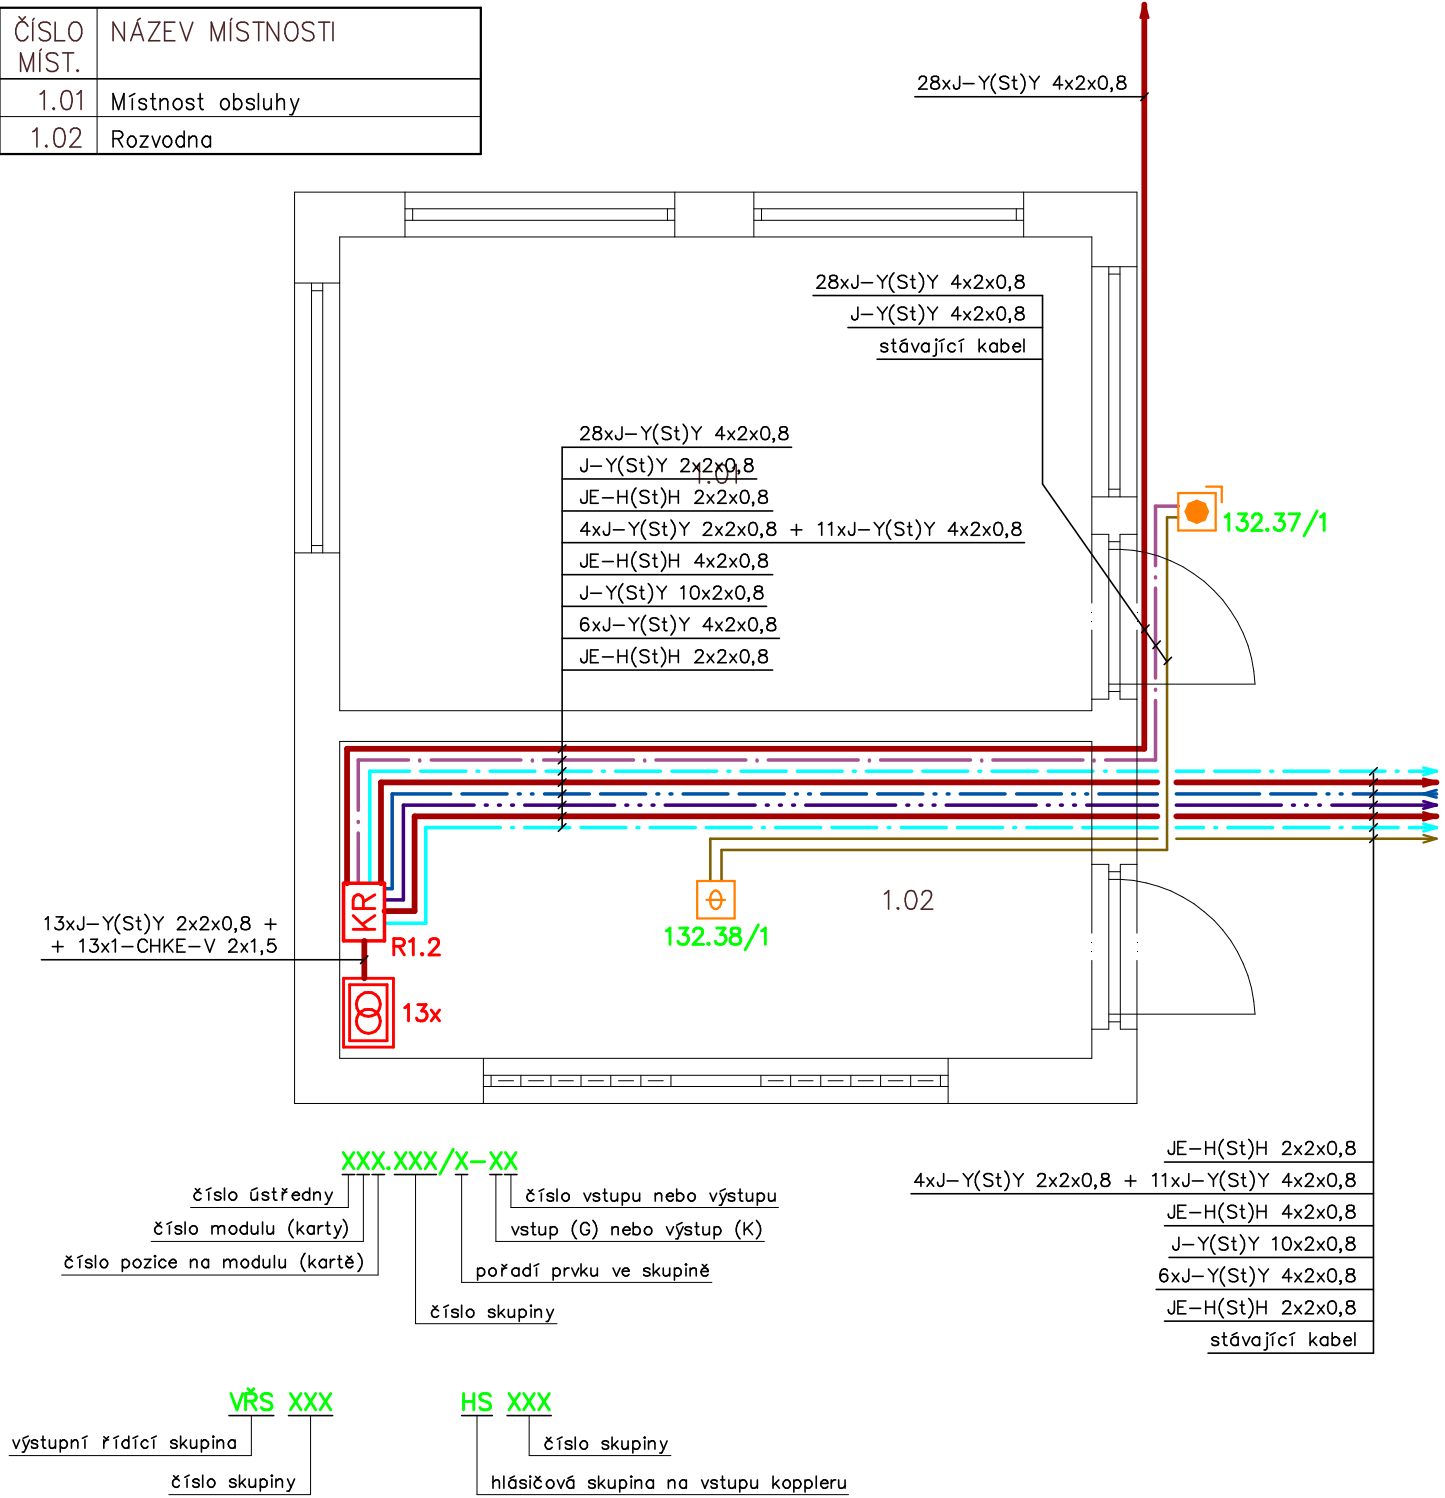 ČÍSLO NÁZEV MÍSTNOSTI
MÍST.
1.01 Místnost obsluhy
1.02 Rozvodna
28xJ-Y(St)Y 4x2x0,8
28xJ-Y(St)Y 4x2x0,8
J-Y(St)Y 4x2x0,8
stávající kabel
28xJ-Y(St)Y 4x2x0,8
J-Y(St)Y 2x2x0,8
1.01
JE-H(St)H 2x2x0,8
4xJ-Y(St)Y 2x2x0,8 + 11xJ-Y(St)Y 4x2x0,8
JE-H(St)H 4x2x0,8
J-Y(St)Y 10x2x0,8
6xJ-Y(St)Y 4x2x0,8
JE-H(St)H 2x2x0,8
132.37/1
KR
R1.2
13xJ-Y(St)Y 2x2x0,8 +
+ 13x1-CHKE-V 2x1,5
13x
1.02
132.38/1
JE-H(St)H 2x2x0,8
4xJ-Y(St)Y 2x2x0,8 + 11xJ-Y(St)Y 4x2x0,8
JE-H(St)H 4x2x0,8
J-Y(St)Y 10x2x0,8
6xJ-Y(St)Y 4x2x0,8
JE-H(St)H 2x2x0,8
stávající kabel
XXX.XXX/X-XX
číslo ústředny
číslo vstupu nebo výstupu
číslo modulu (karty)
vstup (G) nebo výstup (K)
číslo pozice na modulu (kartě)
pořadí prvku ve skupině
číslo skupiny
VŘS XXX
výstupní řídící skupina
číslo skupiny
HS XXX
číslo skupiny
hlásičová skupina na vstupu koppleru